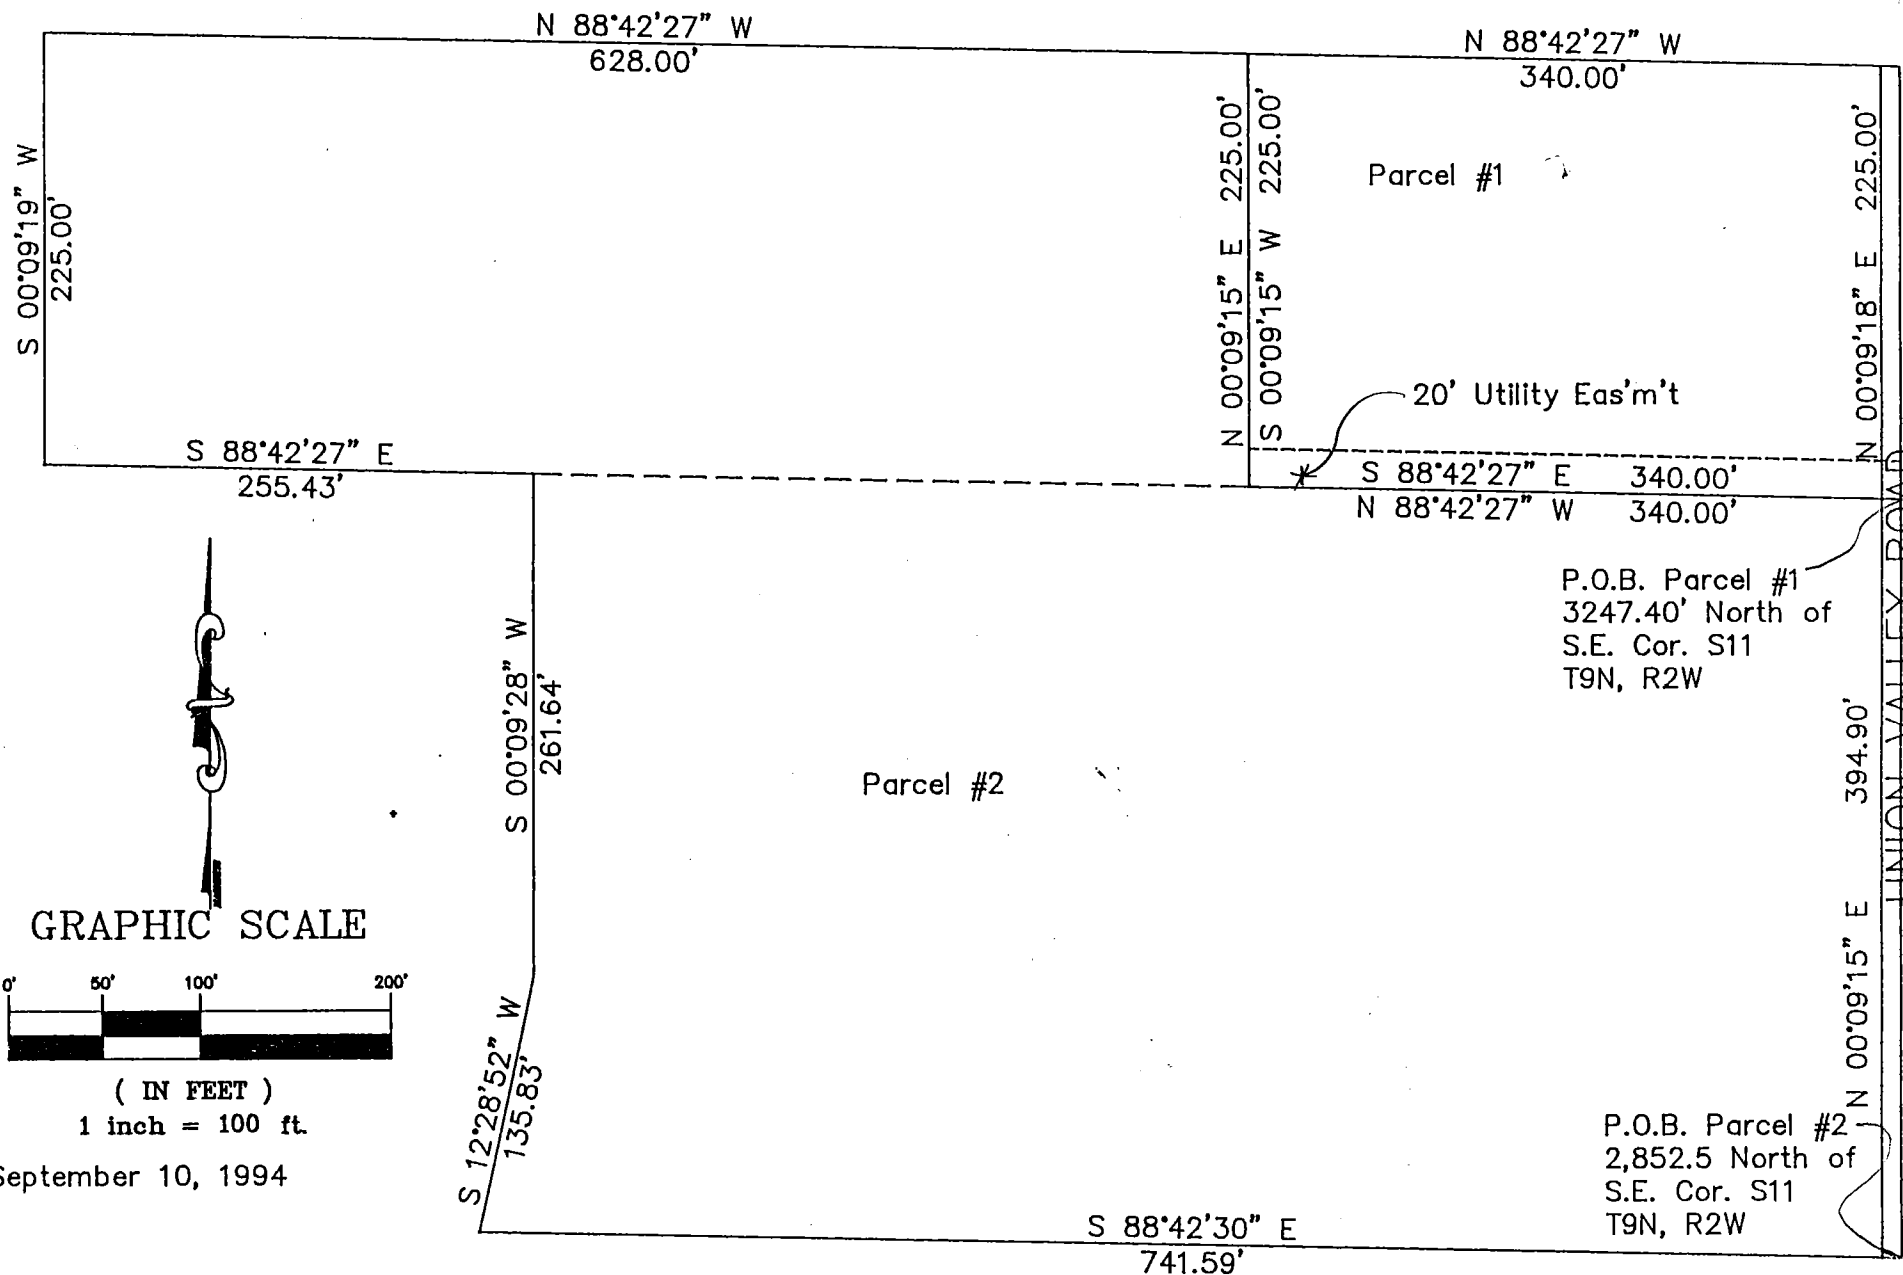 N 88°42'27" W
628.00'
N 88°42'27" W
340.00'
S 00°09'19" W
225.00'
N 00°09'15" E 225.00'
S 00°09'15" W 225.00'
Parcel #1
N 00°09'18" E 225.00'
20' Utility Eas'm't
S 88°42'27" E
255.43'
S 88°42'27" E 340.00'
N 88°42'27" W 340.00'
P.O.B. Parcel #1
3247.40' North of
S.E. Cor. S11
T9N, R2W
UNION VALLEY ROAD
S 00°09'28" W
261.64'
Parcel #2
N 00°09'15" E 394.90'
GRAPHIC SCALE
0' 50' 100' 200'
( IN FEET )
1 inch = 100 ft.
September 10, 1994
S 12°28'52" W
135.83'
P.O.B. Parcel #2
2,852.5 North of
S.E. Cor. S11
T9N, R2W
S 88°42'30" E
741.59'